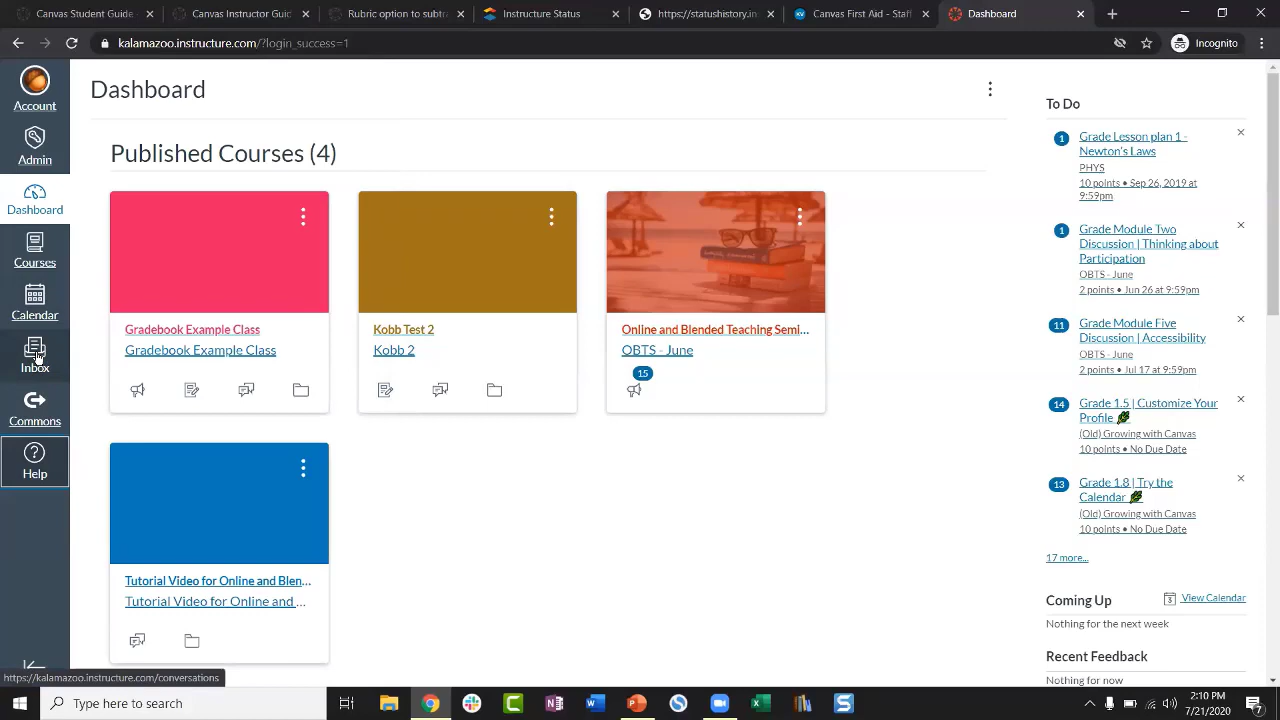 Canvas Instructor Guide
Canvas Student Guide
Rubric option to subtr
Instructure Status
https://statushistory.in
Canvas First Aid - Staff
Dashboard
kalamazoo.instructure.com/?login_success=1
Incognito
Account
Admin
Dashboard
Courses
Calendar
Inbox
Commons
Help
Dashboard
Published Courses (4)
Gradebook Example Class
Gradebook Example Class
Kobb Test 2
Kobb 2
Online and Blended Teaching Semi...
OBTS - June
15
Tutorial Video for Online and Blen...
Tutorial Video for Online and ...
To Do
1
Grade Lesson plan 1 -
Newton's Laws
PHYS
10 points • Sep 26, 2019 at
9:59pm
1
Grade Module Two
Discussion | Thinking about
Participation
OBTS - June
2 points • Jun 26 at 9:59pm
11
Grade Module Five
Discussion | Accessibility
OBTS - June
2 points • Jul 17 at 9:59pm
14
Grade 1.5 | Customize Your
Profile
(Old) Growing with Canvas
10 points • No Due Date
13
Grade 1.8 | Try the
Calendar
(Old) Growing with Canvas
10 points • No Due Date
17 more...
Coming Up
View Calendar
Nothing for the next week
Recent Feedback
Nothing for now
https://kalamazoo.instructure.com/conversations
Type here to search
2:10 PM
7/21/2020